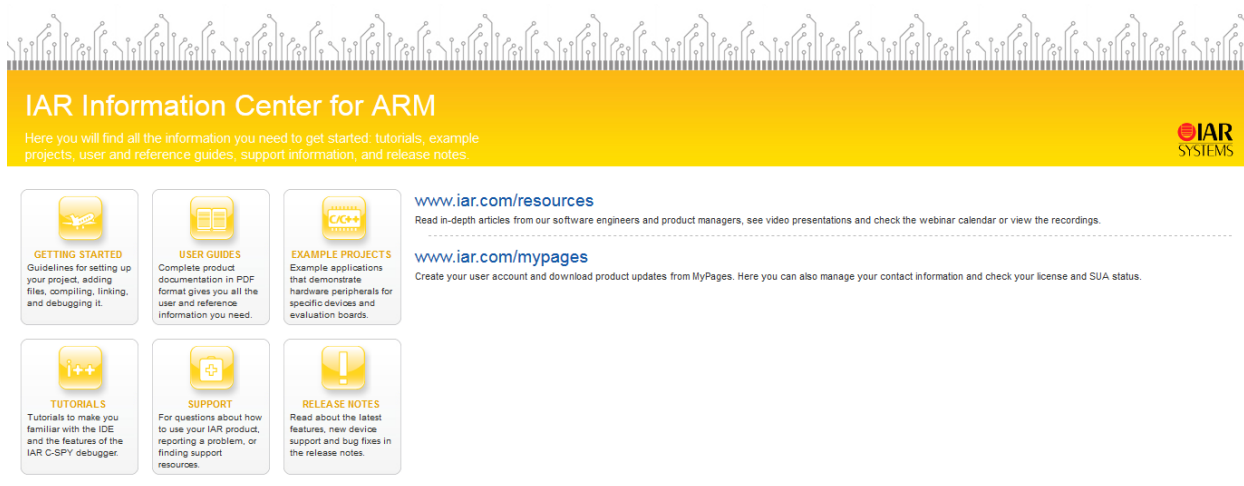 IAR Information Center for ARM
Here you will find all the information you need to get started: tutorials, example
projects, user and reference guides, support information, and release notes.
IAR
SYSTEMS
GETTING STARTED
Guidelines for setting up
your project, adding
files, compiling, linking,
and debugging it.
USER GUIDES
Complete product
documentation in PDF
format gives you all the
user and reference
information you need.
C/C++
EXAMPLE PROJECTS
Example applications
that demonstrate
hardware peripherals for
specific devices and
evaluation boards.
www.iar.com/resources
Read in-depth articles from our software engineers and product managers, see video presentations and check the webinar calendar or view the recordings.
www.iar.com/mypages
Create your user account and download product updates from MyPages. Here you can also manage your contact information and check your license and SUA status.
i++
TUTORIALS
Tutorials to make you
familiar with the IDE
and the features of the
IAR C-SPY debugger.
SUPPORT
For questions about how
to use your IAR product,
reporting a problem, or
finding support
resources.
!
RELEASE NOTES
Read about the latest
features, new device
support and bug fixes in
the release notes.